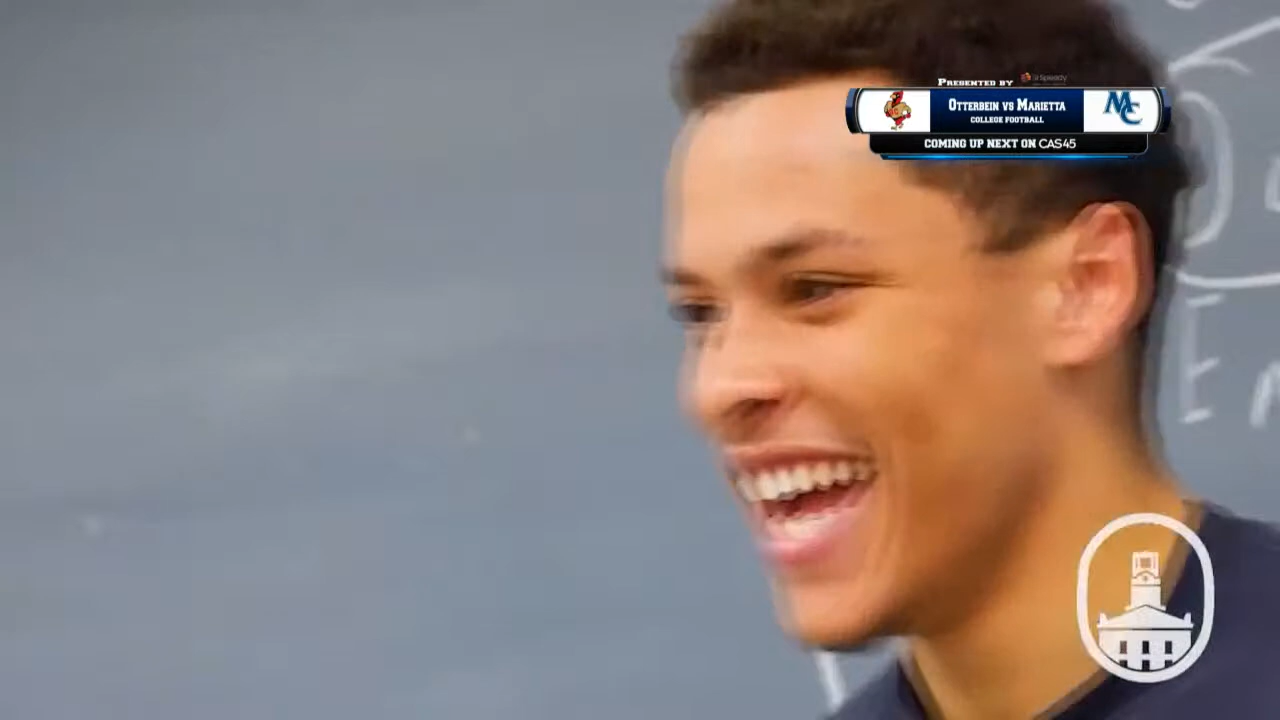 PRESENTED BY
OTTERBEIN VS MARIETTA
MC
COLLEGE FOOTBALL
COMING UP NEXT ON CAS45
E